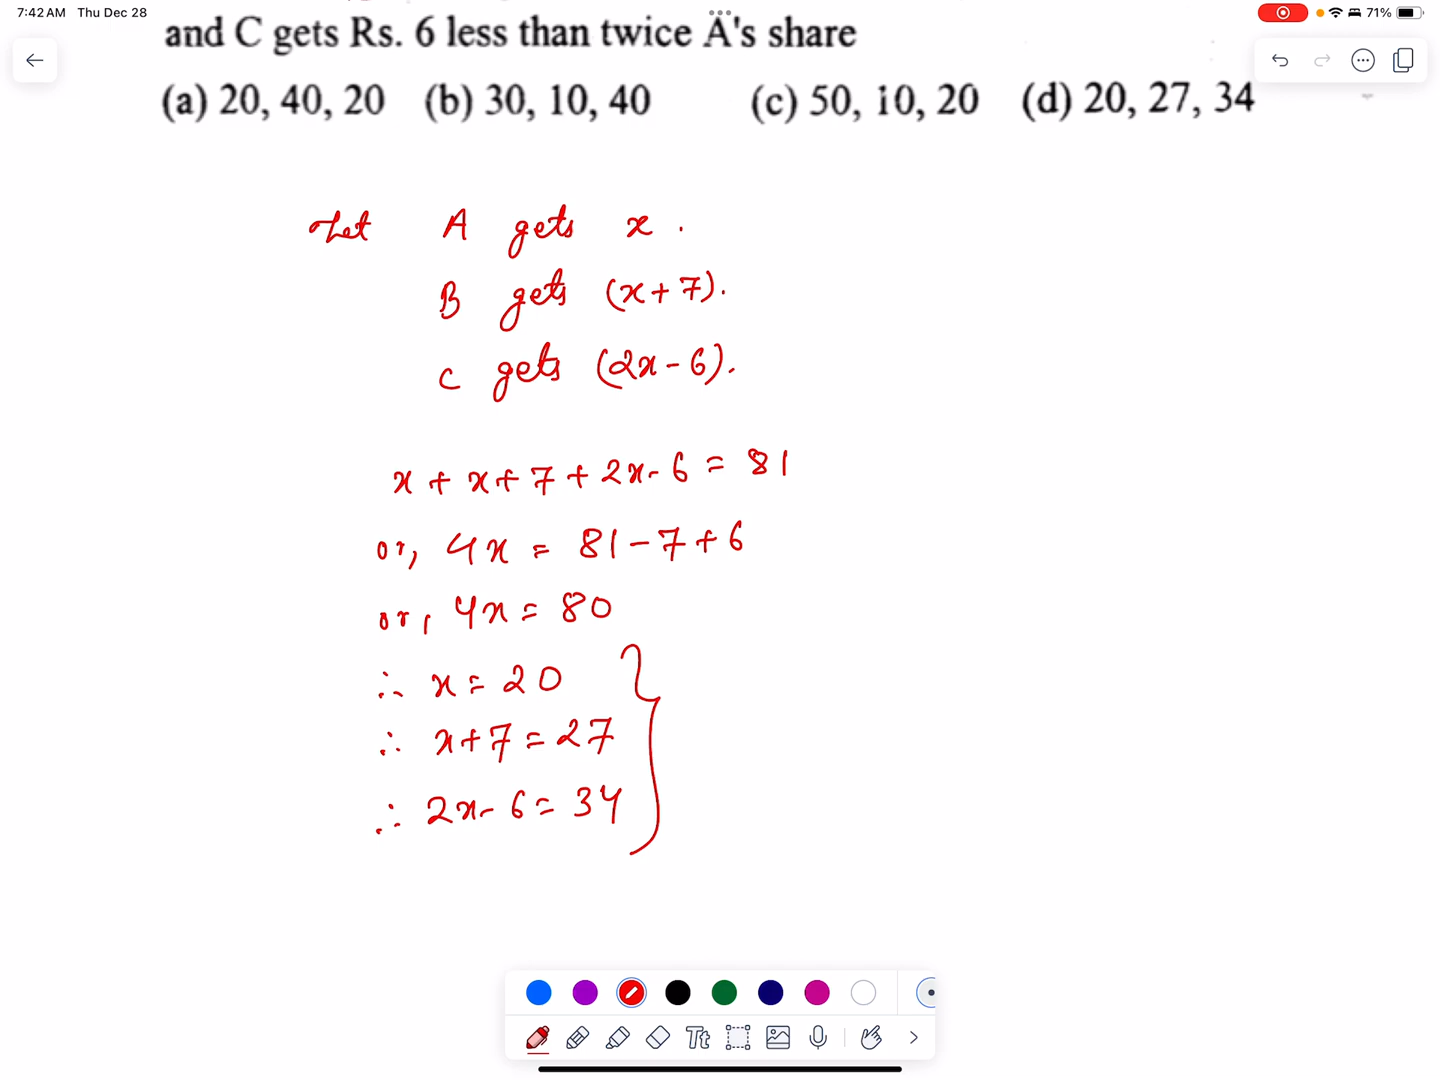 7:42 AM Thu Dec 28
71%
and C gets Rs. 6 less than twice A's share
(a) 20, 40, 20 (b) 30, 10, 40 (c) 50, 10, 20 (d) 20, 27, 34
Let A gets x.
B gets (x+7).
C gets (2x-6).
x + x + 7 + 2x - 6 = 81
or, 4x = 81 - 7 + 6
or, 4x = 80
∴ x = 20
∴ x + 7 = 27
∴ 2x - 6 = 34
Tt